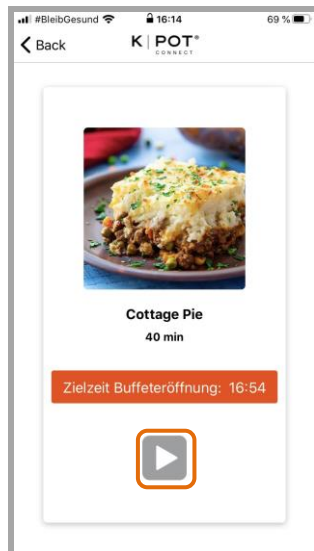 #BleibGesund 16:14 69 %
Back K | POT®
CONNECT
Cottage Pie
40 min
Zielzeit Buffeteröffnung: 16:54